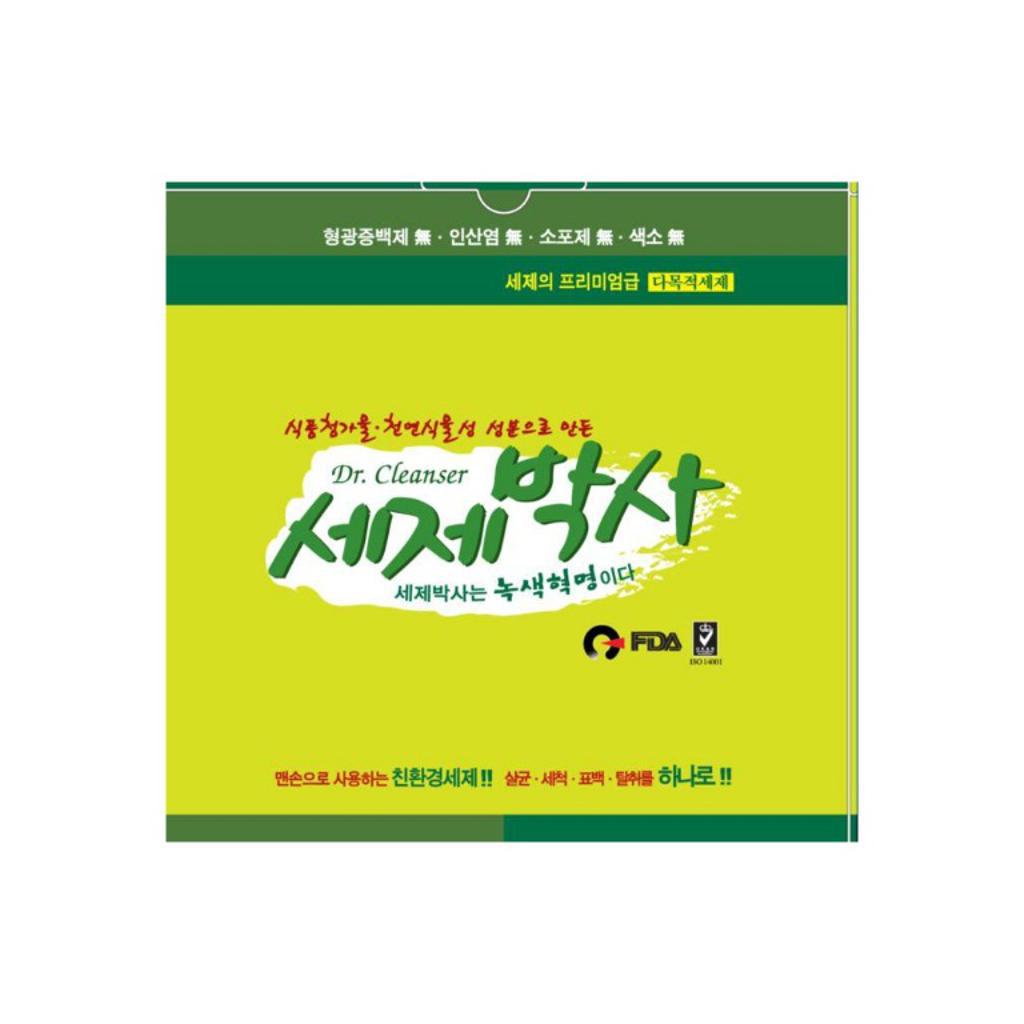 형광증백제 無 · 인산염 無 · 소포제 無 · 색소 無
세제의 프리미엄급 다목적세제
식품첨가물·천연식물성 성분으로 만든
Dr. Cleanser
세제박사
세제박사는 녹색혁명이다
FDA
ISO 14001
맨손으로 사용하는 친환경세제!! 살균·세척·표백·탈취를 하나로!!